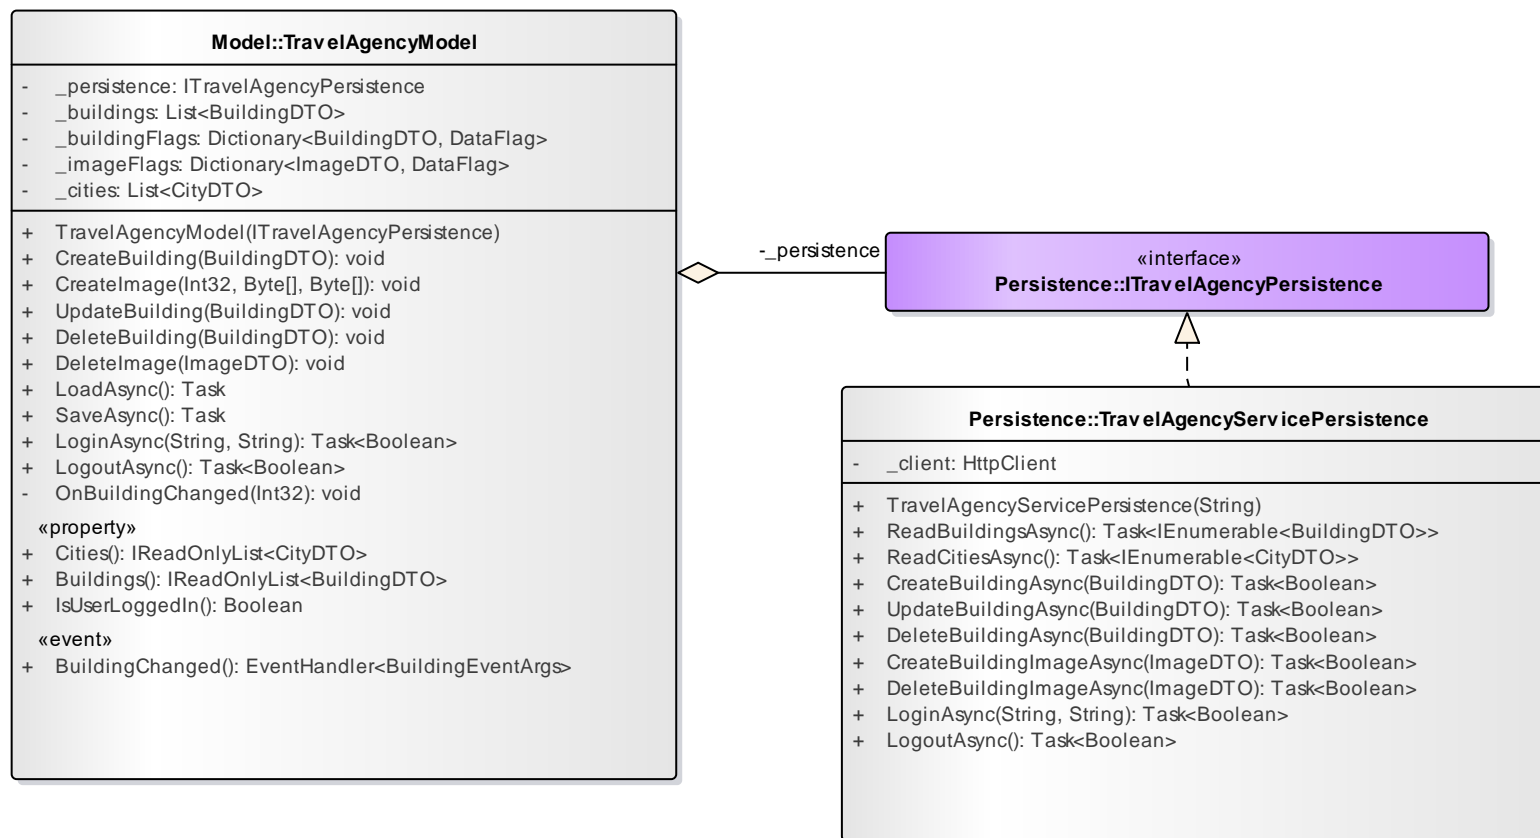 Model::TravelAgencyModel
- _persistence: ITravelAgencyPersistence
- _buildings: List<BuildingDTO>
- _buildingFlags: Dictionary<BuildingDTO, DataFlag>
- _imageFlags: Dictionary<ImageDTO, DataFlag>
- _cities: List<CityDTO>
+ TravelAgencyModel(ITravelAgencyPersistence)
+ CreateBuilding(BuildingDTO): void
+ CreateImage(Int32, Byte[], Byte[]): void
+ UpdateBuilding(BuildingDTO): void
+ DeleteBuilding(BuildingDTO): void
+ DeleteImage(ImageDTO): void
+ LoadAsync(): Task
+ SaveAsync(): Task
+ LoginAsync(String, String): Task<Boolean>
+ LogoutAsync(): Task<Boolean>
- OnBuildingChanged(Int32): void
«property»
+ Cities(): IReadOnlyList<CityDTO>
+ Buildings(): IReadOnlyList<BuildingDTO>
+ IsUserLoggedIn(): Boolean
«event»
+ BuildingChanged(): EventHandler<BuildingEventArgs>
-_persistence
«interface»
Persistence::ITravelAgencyPersistence
Persistence::TravelAgencyServicePersistence
- _client: HttpClient
+ TravelAgencyServicePersistence(String)
+ ReadBuildingsAsync(): Task<IEnumerable<BuildingDTO>>
+ ReadCitiesAsync(): Task<IEnumerable<CityDTO>>
+ CreateBuildingAsync(BuildingDTO): Task<Boolean>
+ UpdateBuildingAsync(BuildingDTO): Task<Boolean>
+ DeleteBuildingAsync(BuildingDTO): Task<Boolean>
+ CreateBuildingImageAsync(ImageDTO): Task<Boolean>
+ DeleteBuildingImageAsync(ImageDTO): Task<Boolean>
+ LoginAsync(String, String): Task<Boolean>
+ LogoutAsync(): Task<Boolean>